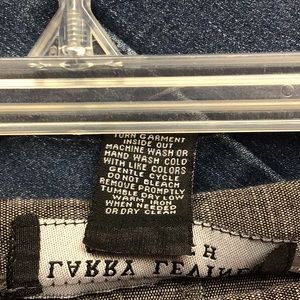 TURN GARMENT
INSIDE OUT
MACHINE WASH OR
HAND WASH COLD
WITH LIKE COLORS
GENTLE CYCLE
DO NOT BLEACH
REMOVE PROMPTLY
TUMBLE DRY LOW
WARM IRON
WHEN NEEDED
OR DRY CLEAN
LARRY LEVINE